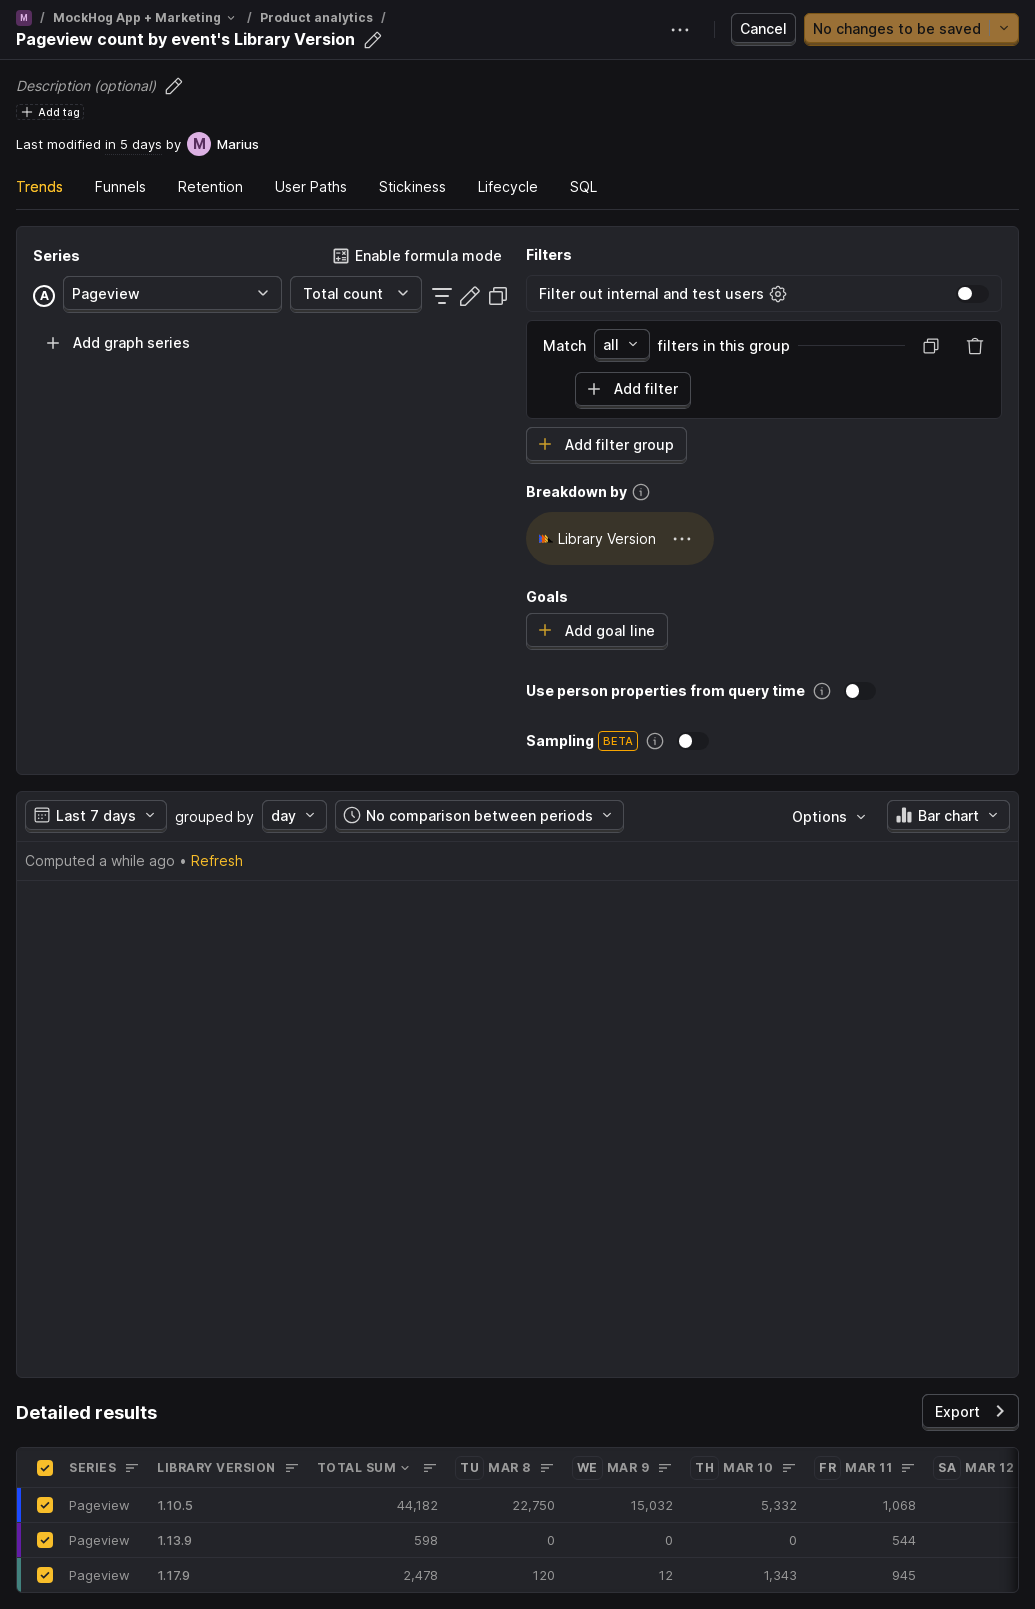 M / MockHog App + Marketing / Product analytics /
Pageview count by event's Library Version
Cancel
No changes to be saved
Description (optional)
Add tag
Last modified in 5 days by M Marius
Trends Funnels Retention User Paths Stickiness Lifecycle SQL
Series
Enable formula mode
A Pageview Total count
Add graph series
Filters
Filter out internal and test users
Match all filters in this group
Add filter
Add filter group
Breakdown by
Library Version
Goals
Add goal line
Use person properties from query time
Sampling BETA
Last 7 days grouped by day No comparison between periods Options Bar chart
Computed a while ago • Refresh
Detailed results
Export
SERIES LIBRARY VERSION TOTAL SUM TU MAR 8 WE MAR 9 TH MAR 10 FR MAR 11 SA MAR 12
Pageview 1.10.5 44,182 22,750 15,032 5,332 1,068
Pageview 1.13.9 598 0 0 0 544
Pageview 1.17.9 2,478 120 12 1,343 945